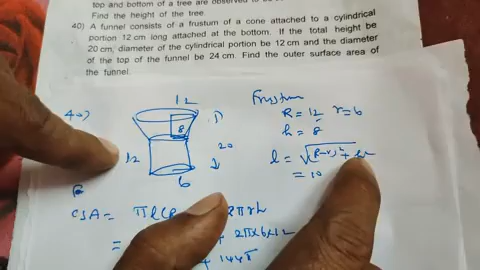 top and bottom of a tree are observed to be
Find the height of the tree.
40) A funnel consists of a frustum of a cone attached to a cylindrical
portion 12 cm long attached at the bottom. If the total height be
20 cm, diameter of the cylindrical portion be 12 cm and the diameter
of the top of the funnel be 24 cm. Find the outer surface area of
the funnel.
40)
12
8
12
20
6
Frustum
R = 12 r = 6
h = 8
l = √(R-r)² + h²
= 10
CSA = πl(R 2πrh
= + 2π×6×12
+ 144π